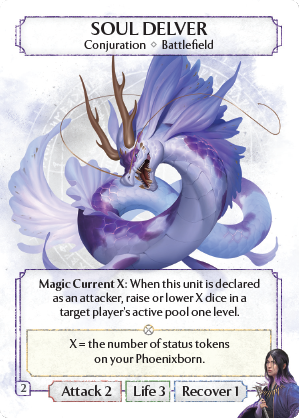 SOUL DELVER
Conjuration ◇ Battlefield
Magic Current X: When this unit is declared
as an attacker, raise or lower X dice in a
target player's active pool one level.
X = the number of status tokens
on your Phoenixborn.
2
Attack 2 Life 3 Recover 1